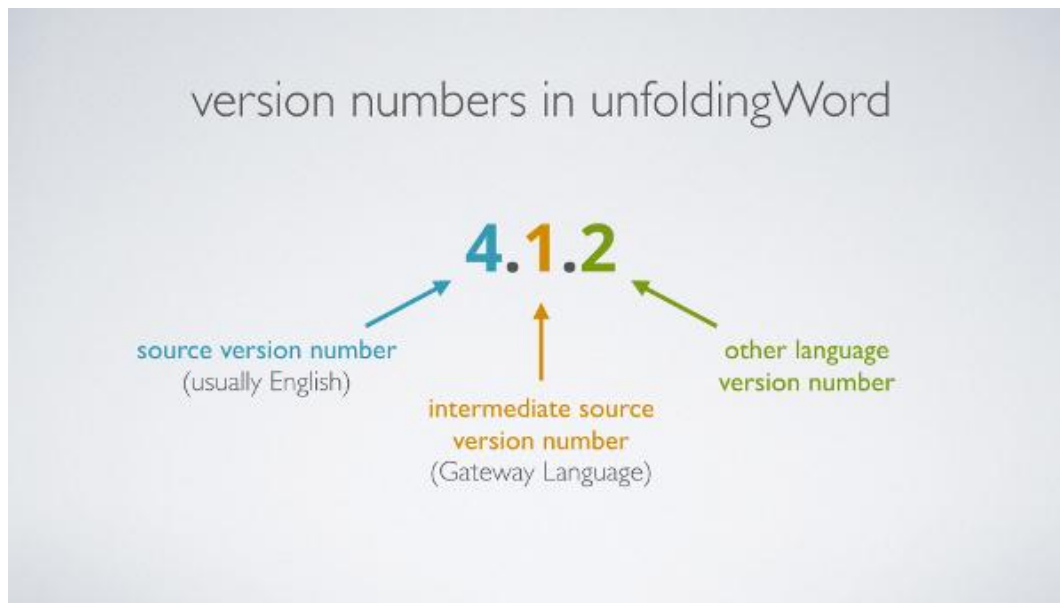 version numbers in unfoldingWord
4.1.2
source version number
(usually English)
intermediate source
version number
(Gateway Language)
other language
version number